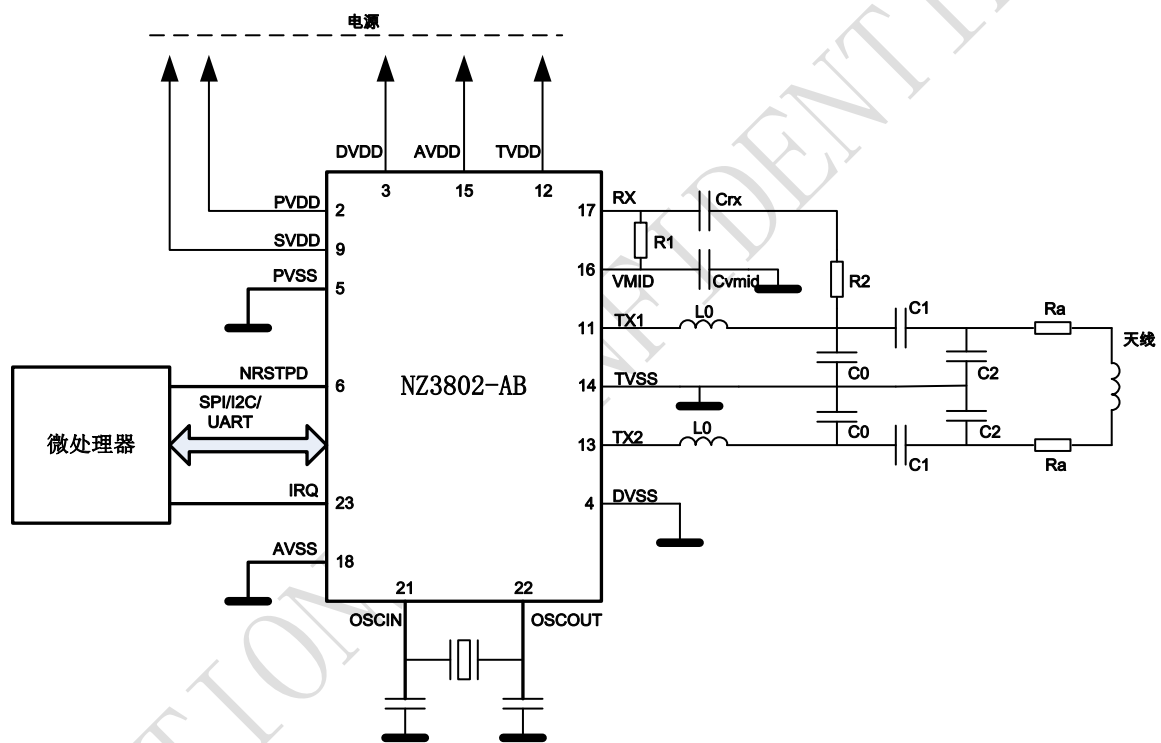 电源
DVDD
AVDD
TVDD
3
15
12
PVDD
2
SVDD
9
PVSS
5
NRSTPD
6
SPI/I2C/
UART
微处理器
IRQ
23
AVSS
18
NZ3802-AB
21
22
OSCIN
OSCOUT
17
RX
Crx
R1
16
VMID
Cvmid
R2
11
TX1
L0
C1
Ra
天线
C0
C2
14
TVSS
C0
C2
13
TX2
L0
C1
Ra
4
DVSS